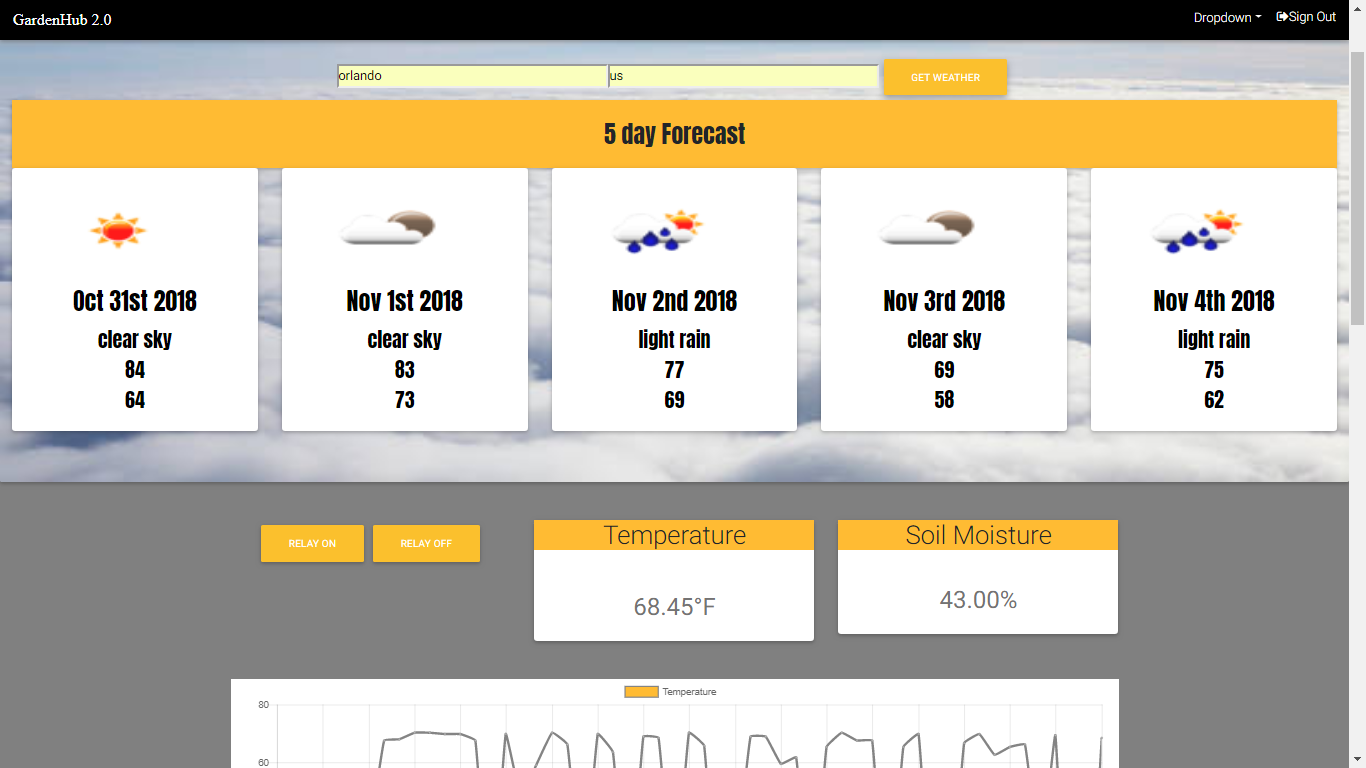 GardenHub 2.0
Dropdown
Sign Out
orlando
us
GET WEATHER
5 day Forecast
Oct 31st 2018
clear sky
84
64
Nov 1st 2018
clear sky
83
73
Nov 2nd 2018
light rain
77
69
Nov 3rd 2018
clear sky
69
58
Nov 4th 2018
light rain
75
62
RELAY ON
RELAY OFF
Temperature
68.45°F
Soil Moisture
43.00%
Temperature
80
60